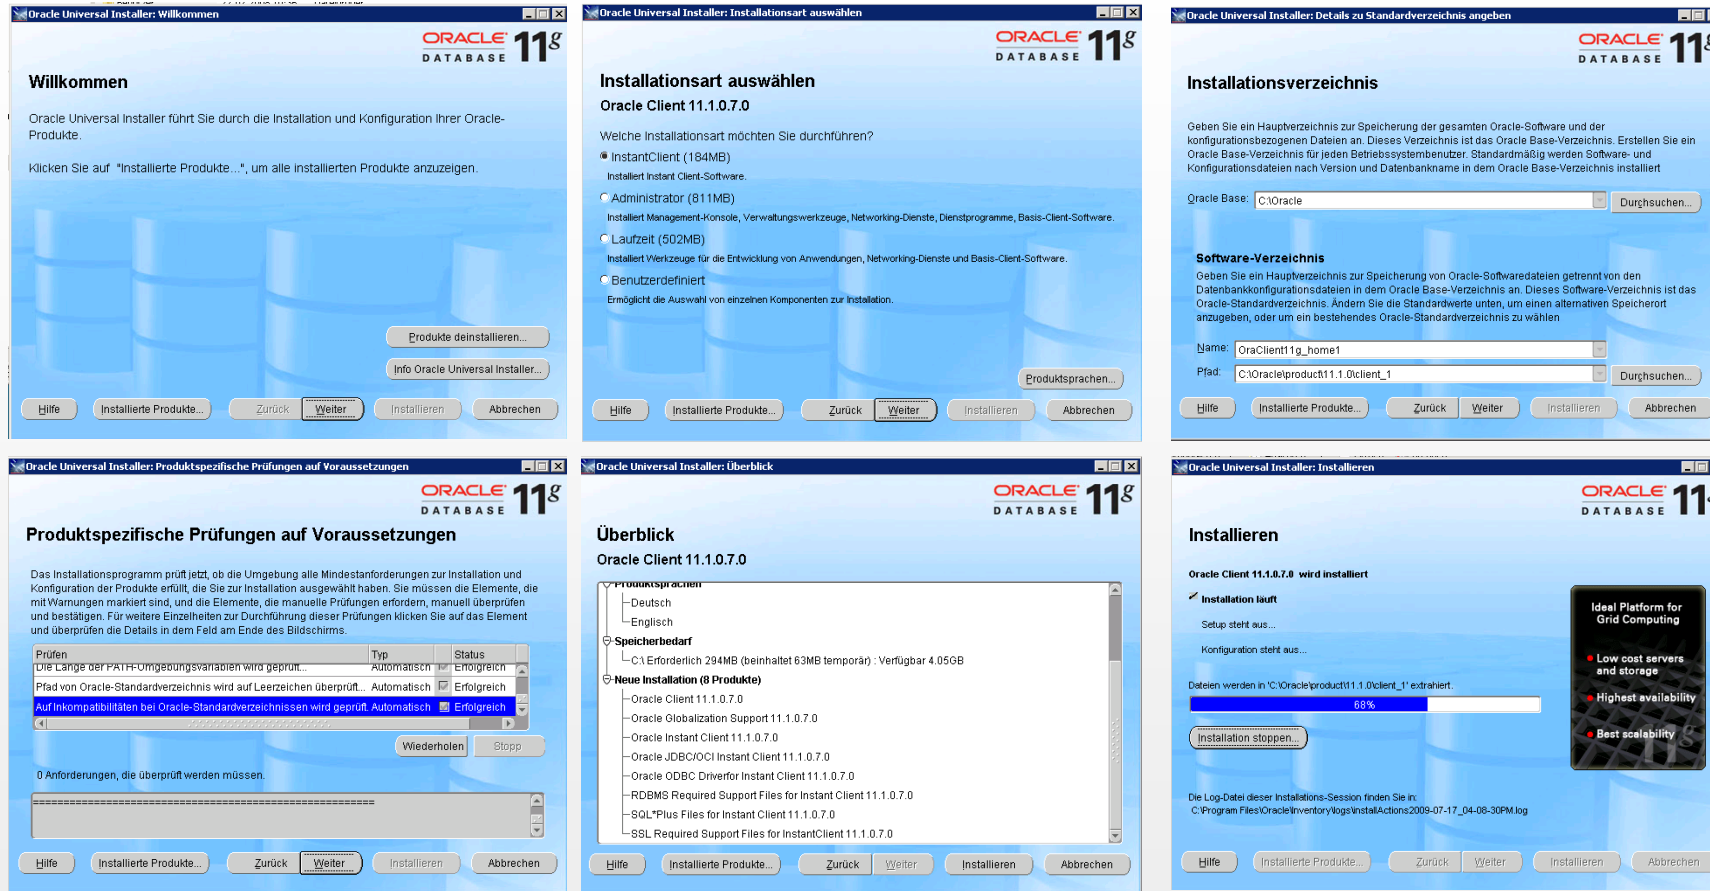 Oracle Universal Installer: Willkommen
ORACLE 11g
DATABASE
Willkommen
Oracle Universal Installer führt Sie durch die Installation und Konfiguration Ihrer Oracle-
Produkte.
Klicken Sie auf "Installierte Produkte...", um alle installierten Produkte anzuzeigen.
Produkte deinstallieren...
Info Oracle Universal Installer...
Hilfe
Installierte Produkte...
Zurück
Weiter
Installieren
Abbrechen
Oracle Universal Installer: Installationsart auswählen
ORACLE 11g
DATABASE
Installationsart auswählen
Oracle Client 11.1.0.7.0
Welche Installationsart möchten Sie durchführen?
InstantClient (184MB)
Installiert Instant Client-Software.
Administrator (811MB)
Installiert Management-Konsole, Verwaltungswerkzeuge, Networking-Dienste, Dienstprogramme, Basis-Client-Software.
Laufzeit (502MB)
Installiert Werkzeuge für die Entwicklung von Anwendungen, Networking-Dienste und Basis-Client-Software.
Benutzerdefiniert
Ermöglicht die Auswahl von einzelnen Komponenten zur Installation.
Produktsprachen...
Hilfe
Installierte Produkte...
Zurück
Weiter
Installieren
Abbrechen
Oracle Universal Installer: Details zu Standardverzeichnis angeben
ORACLE 11g
DATABASE
Installationsverzeichnis
Geben Sie ein Hauptverzeichnis zur Speicherung der gesamten Oracle-Software und der
konfigurationsbezogenen Dateien an. Dieses Verzeichnis ist das Oracle Base-Verzeichnis. Erstellen Sie ein
Oracle Base-Verzeichnis für jeden Betriebssystembenutzer. Standardmäßig werden Software- und
Konfigurationsdateien nach Version und Datenbankname in dem Oracle Base-Verzeichnis installiert
Oracle Base: C:\Oracle
Durchsuchen...
Software-Verzeichnis
Geben Sie ein Hauptverzeichnis zur Speicherung von Oracle-Softwaredateien getrennt von den
Datenbankkonfigurationsdateien in dem Oracle Base-Verzeichnis an. Dieses Software-Verzeichnis ist das
Oracle-Standardverzeichnis. Ändern Sie die Standardwerte unten, um einen alternativen Speicherort
anzugeben, oder um ein bestehendes Oracle-Standardverzeichnis zu wählen
Name: OraClient11g_home1
Pfad: C:\Oracle\product\11.1.0\client_1
Durchsuchen...
Hilfe
Installierte Produkte...
Zurück
Weiter
Installieren
Abbrechen
Oracle Universal Installer: Produktspezifische Prüfungen auf Voraussetzungen
ORACLE 11g
DATABASE
Produktspezifische Prüfungen auf Voraussetzungen
Das Installationsprogramm prüft jetzt, ob die Umgebung alle Mindestanforderungen zur Installation und
Konfiguration der Produkte erfüllt, die Sie zur Installation ausgewählt haben. Sie müssen die Elemente, die
mit Warnungen markiert sind, und die Elemente, die manuelle Prüfungen erfordern, manuell überprüfen
und bestätigen. Für weitere Einzelheiten zur Durchführung dieser Prüfungen klicken Sie auf das Element
und überprüfen die Details in dem Feld am Ende des Bildschirms.
Prüfen Typ Status
Die Länge der PATH-Umgebungsvariablen wird geprüft... Automatisch Erfolgreich
Pfad von Oracle-Standardverzeichnis wird auf Leerzeichen überprüft... Automatisch Erfolgreich
Auf Inkompatibilitäten bei Oracle-Standardverzeichnissen wird geprüft. Automatisch Erfolgreich
Wiederholen
Stopp
0 Anforderungen, die überprüft werden müssen.
Hilfe
Installierte Produkte...
Zurück
Weiter
Installieren
Abbrechen
Oracle Universal Installer: Überblick
ORACLE 11g
DATABASE
Überblick
Oracle Client 11.1.0.7.0
Produktsprachen
Deutsch
Englisch
Speicherbedarf
C:\ Erforderlich 294MB (beinhaltet 63MB temporär) : Verfügbar 4.05GB
Neue Installation (8 Produkte)
Oracle Client 11.1.0.7.0
Oracle Globalization Support 11.1.0.7.0
Oracle Instant Client 11.1.0.7.0
Oracle JDBC/OCI Instant Client 11.1.0.7.0
Oracle ODBC Driverfor Instant Client 11.1.0.7.0
RDBMS Required Support Files for Instant Client 11.1.0.7.0
SQL*Plus Files for Instant Client 11.1.0.7.0
SSL Required Support Files for InstantClient 11.1.0.7.0
Hilfe
Installierte Produkte...
Zurück
Weiter
Installieren
Abbrechen
Oracle Universal Installer: Installieren
ORACLE 11
DATABASE
Installieren
Oracle Client 11.1.0.7.0 wird installiert
Installation läuft
Setup steht aus...
Konfiguration steht aus...
Dateien werden in 'C:\Oracle\product\11.1.0\client_1' extrahiert.
68%
Installation stoppen...
Ideal Platform for
Grid Computing
Low cost servers
and storage
Highest availability
Best scalability
11g
Die Log-Datei dieser Installations-Session finden Sie in:
C:\Program Files\Oracle\Inventory\logs\installActions2009-07-17_04-08-30PM.log
Hilfe
Installierte Produkte...
Zurück
Weiter
Installieren
Abbrechen